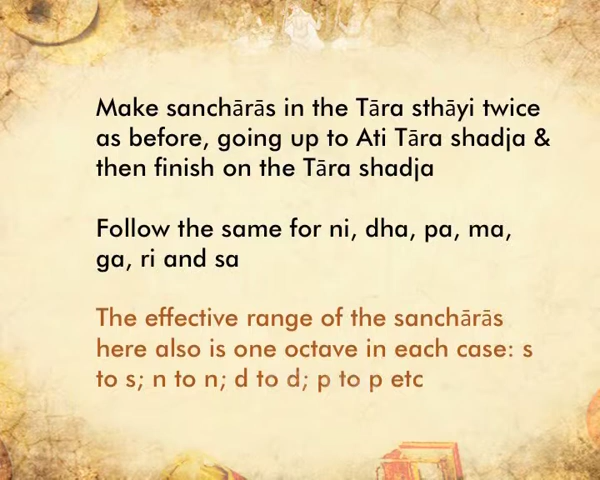 Make sanchārās in the Tāra sthāyi twice
as before, going up to Ati Tāra shadja &
then finish on the Tāra shadja
Follow the same for ni, dha, pa, ma,
ga, ri and sa
The effective range of the sanchārās
here also is one octave in each case: s
to s; n to n; d to d; p to p etc